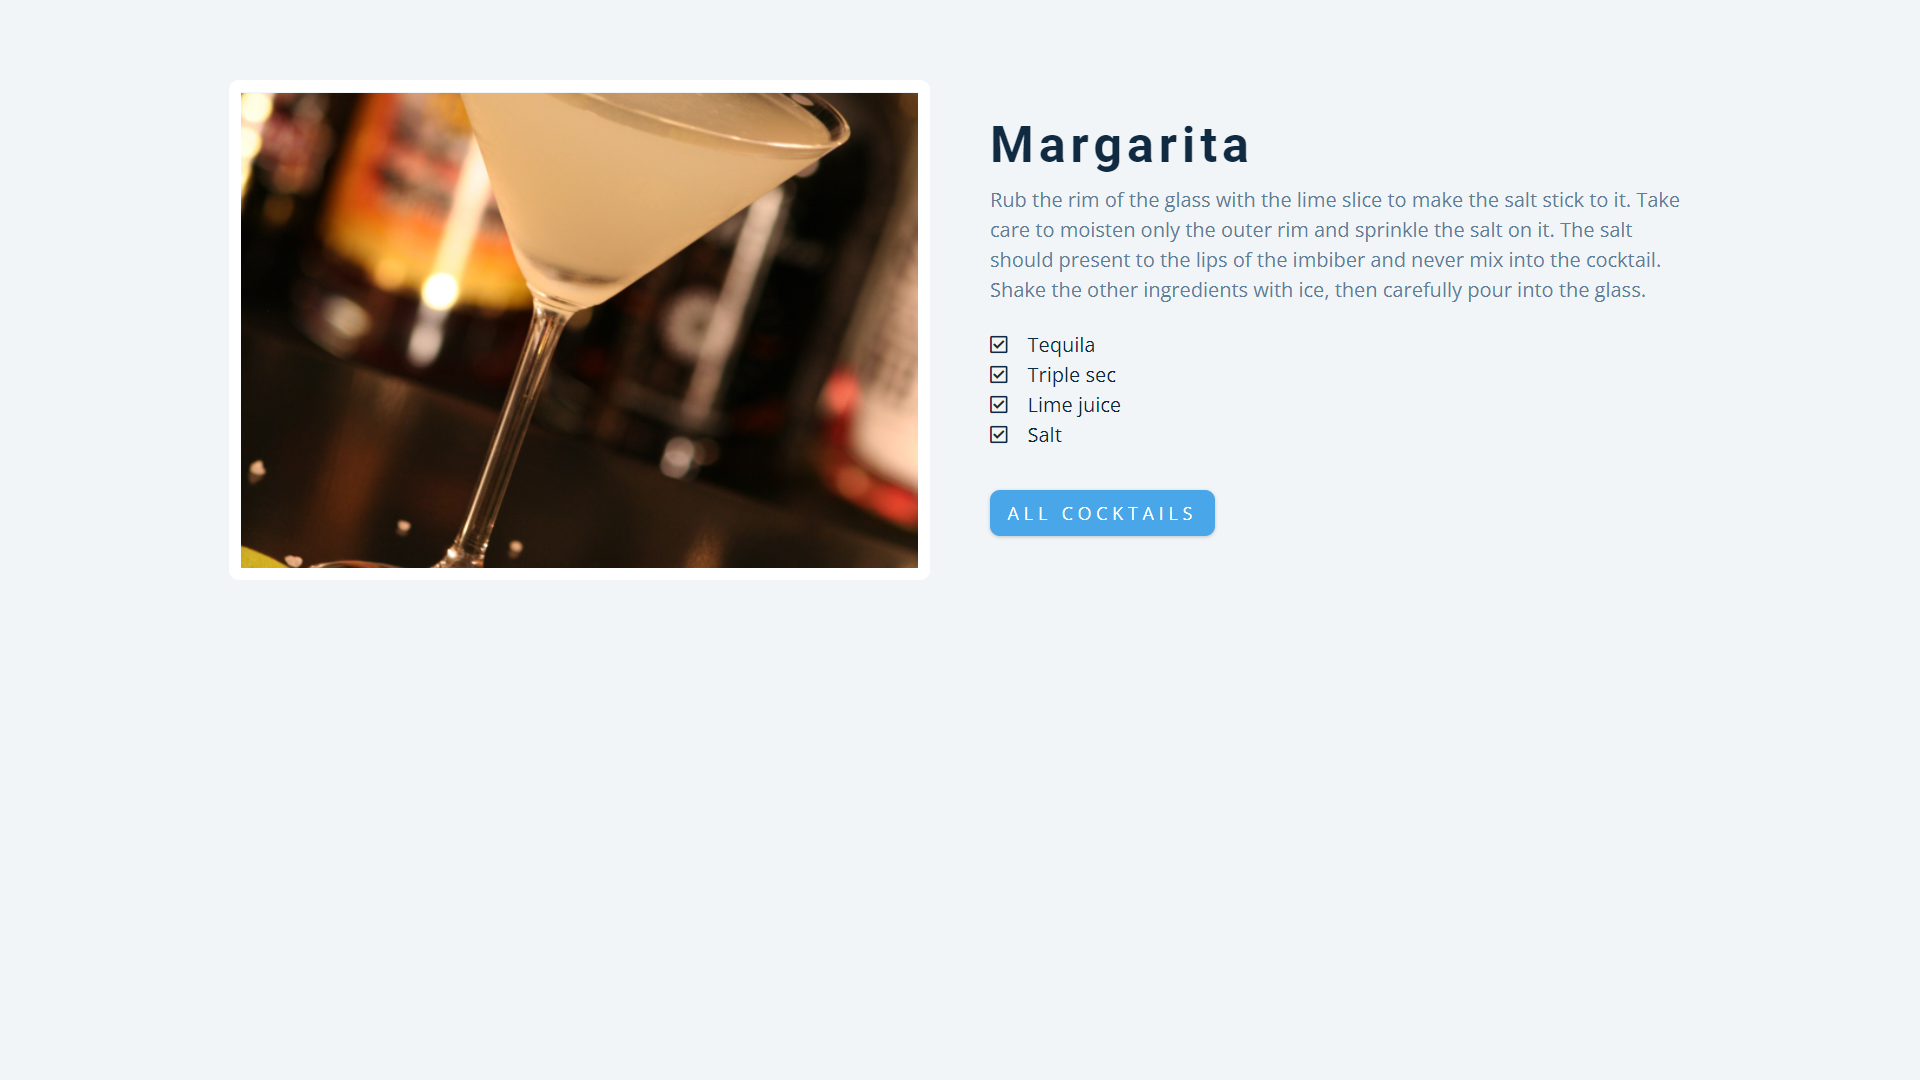 Margarita
Rub the rim of the glass with the lime slice to make the salt stick to it. Take
care to moisten only the outer rim and sprinkle the salt on it. The salt
should present to the lips of the imbiber and never mix into the cocktail.
Shake the other ingredients with ice, then carefully pour into the glass.
Tequila
Triple sec
Lime juice
Salt
ALL COCKTAILS